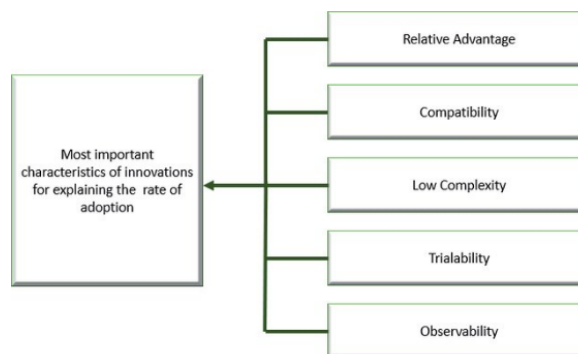 Most important
characteristics of innovations
for explaining the rate of
adoption
Relative Advantage
Compatibility
Low Complexity
Trialability
Observability